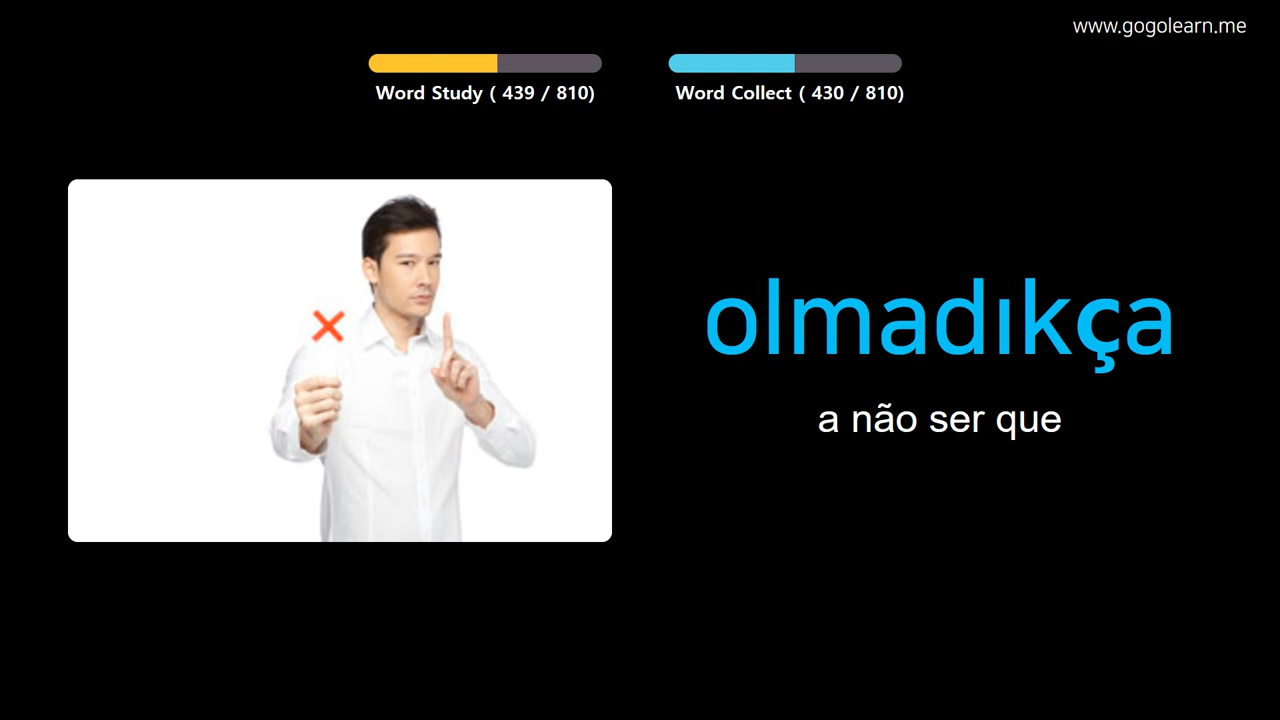 www.gogolearn.me
Word Study ( 439 / 810)
Word Collect ( 430 / 810)
olmadıkça
a não ser que